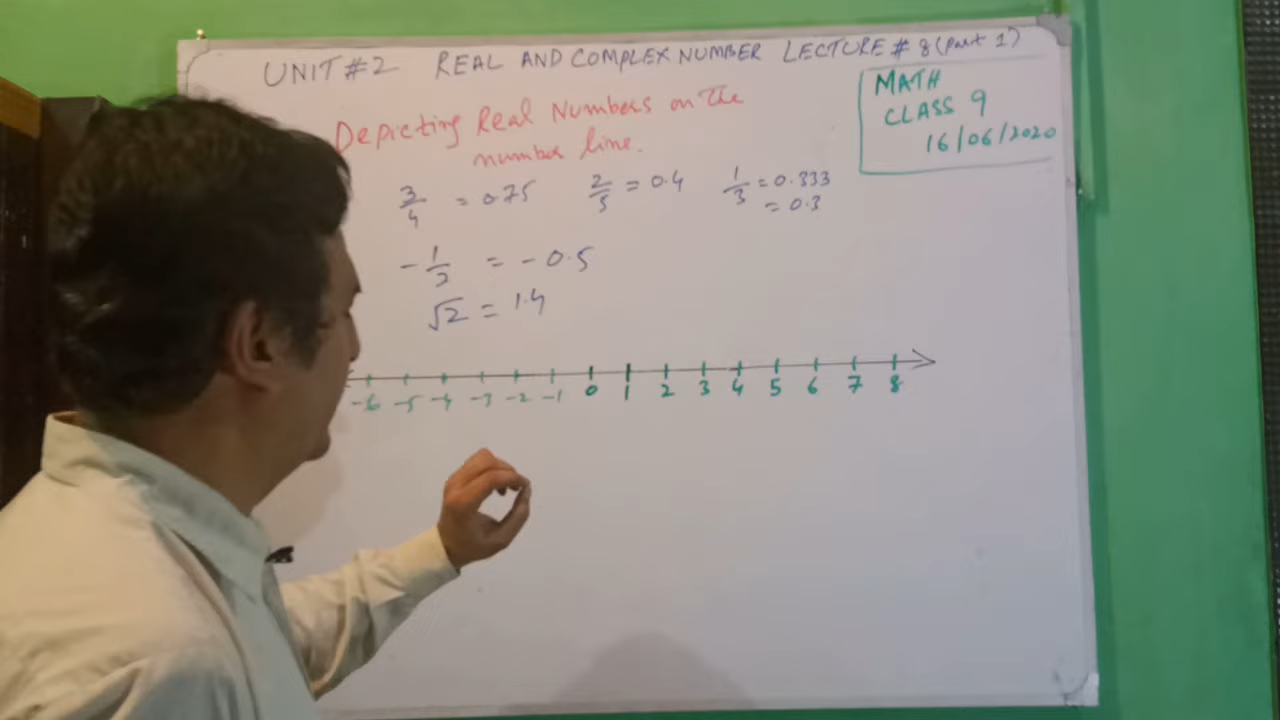 UNIT #2 REAL AND COMPLEX NUMBER LECTURE # 8 (Part 1)
MATH
CLASS 9
16/06/2020
Depicting Real Numbers on the
number line.
3/4 = 0.75 2/5 = 0.4 1/3 = 0.333
= 0.3
-1/2 = -0.5
√2 = 1.4
-6 -5 -4 -3 -2 -1 0 1 2 3 4 5 6 7 8